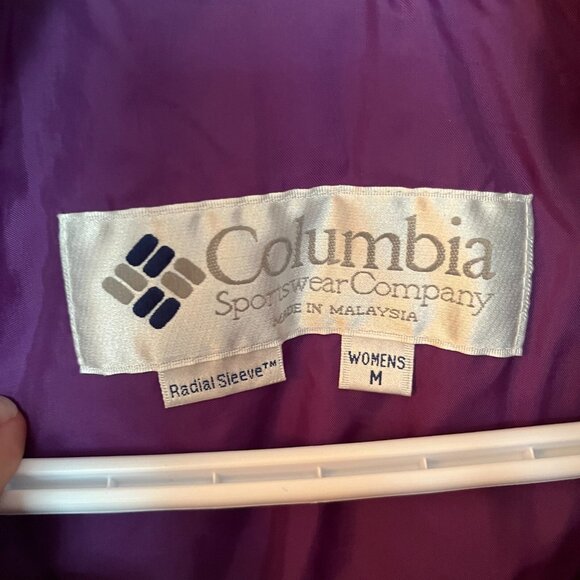 Columbia
Sportswear Company
MADE IN MALAYSIA
Radial Sleeve™
WOMENS
M